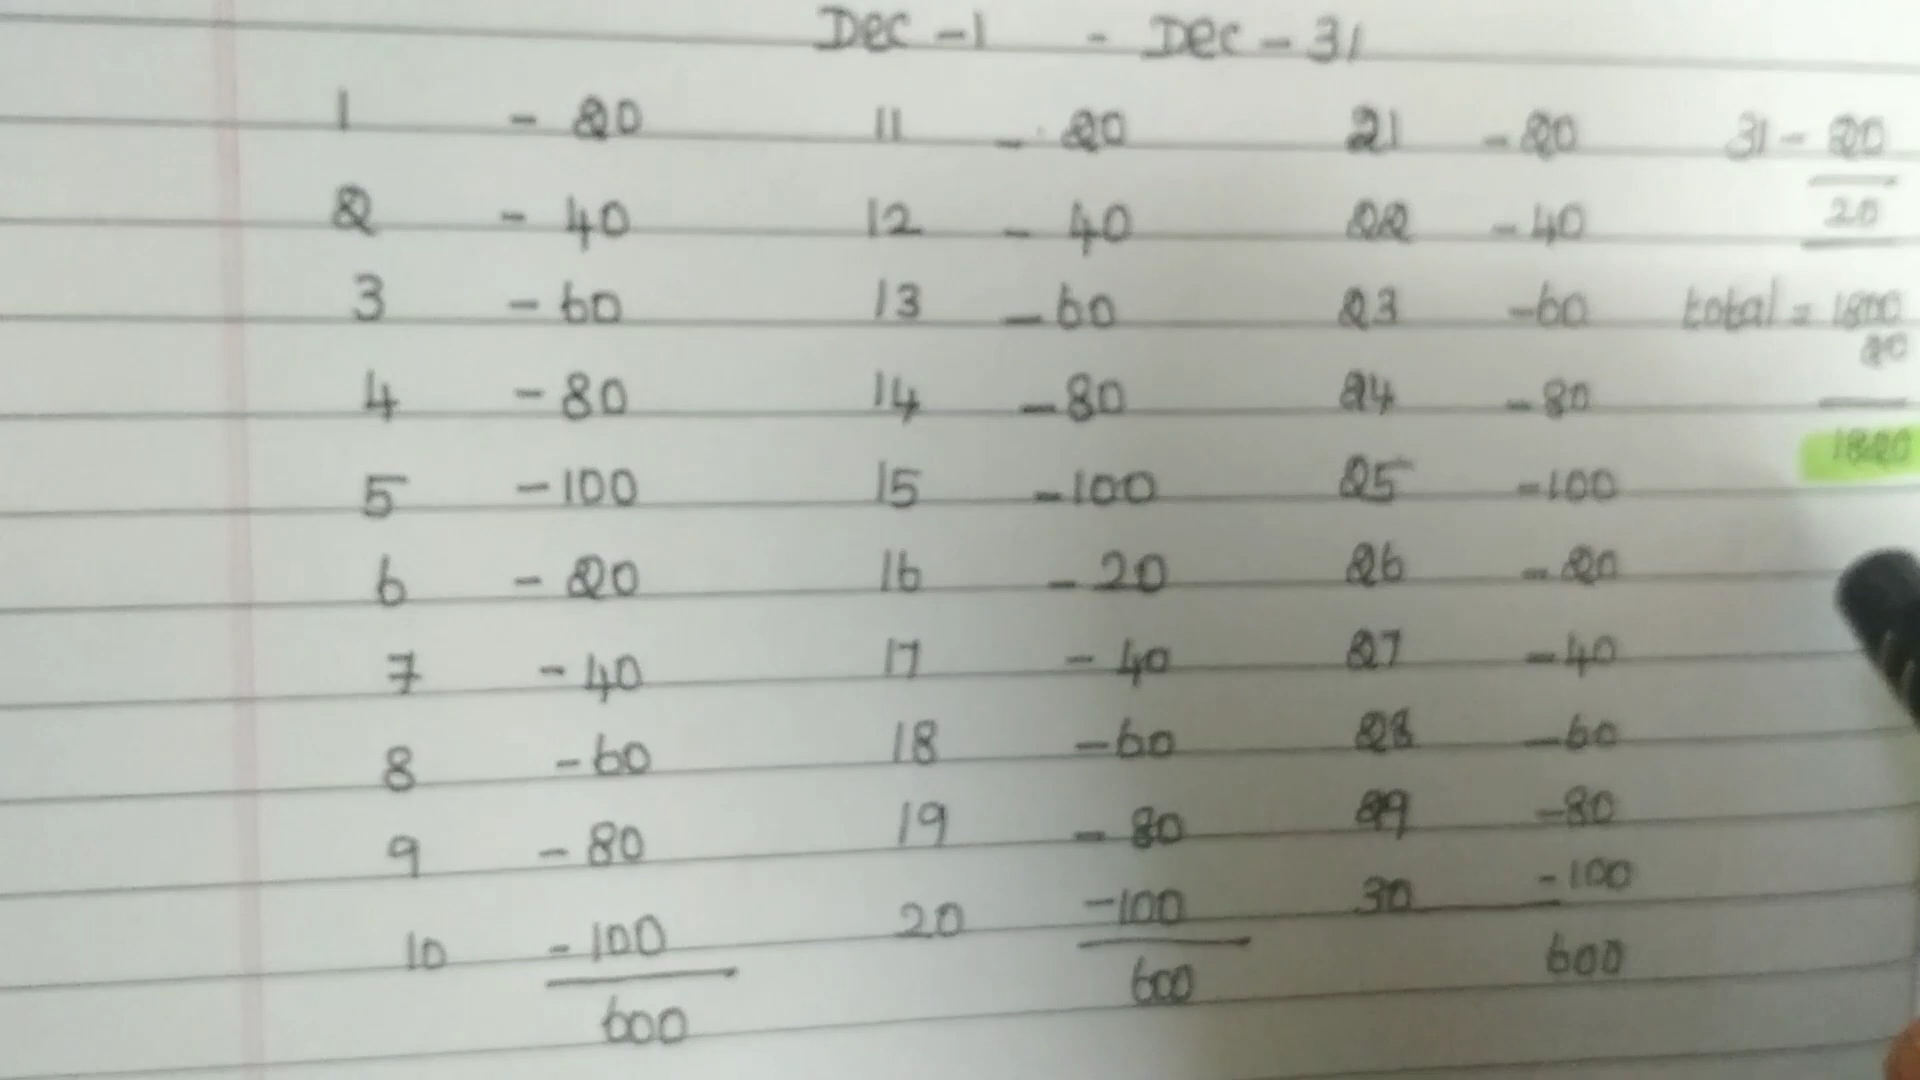 Dec - 1 - Dec - 31
1 - 20 11 - 20 21 - 20 31 - 20
2 - 40 12 - 40 22 - 40 20
3 - 60 13 - 60 23 - 60 total = 1800
20
4 - 80 14 - 80 24 - 80
5 - 100 15 - 100 25 - 100 1820
6 - 20 16 - 20 26 - 20
7 - 40 17 - 40 27 - 40
8 - 60 18 - 60 28 - 60
9 - 80 19 - 80 29 - 80
10 - 100 20 - 100 30 - 100
600 600 600